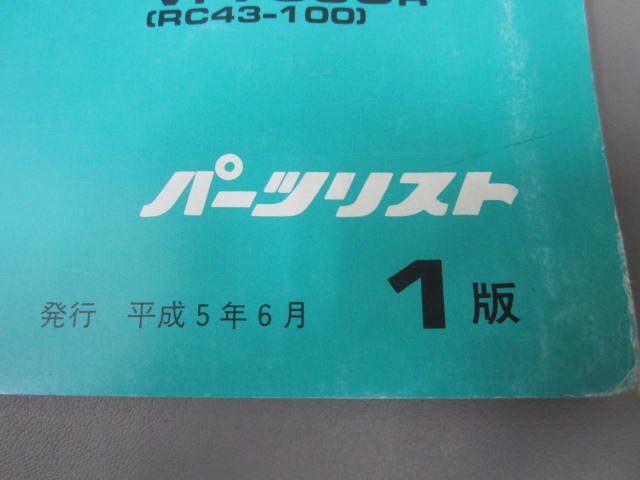 (RC43-100)
パーツリスト
発行 平成5年6月 1版